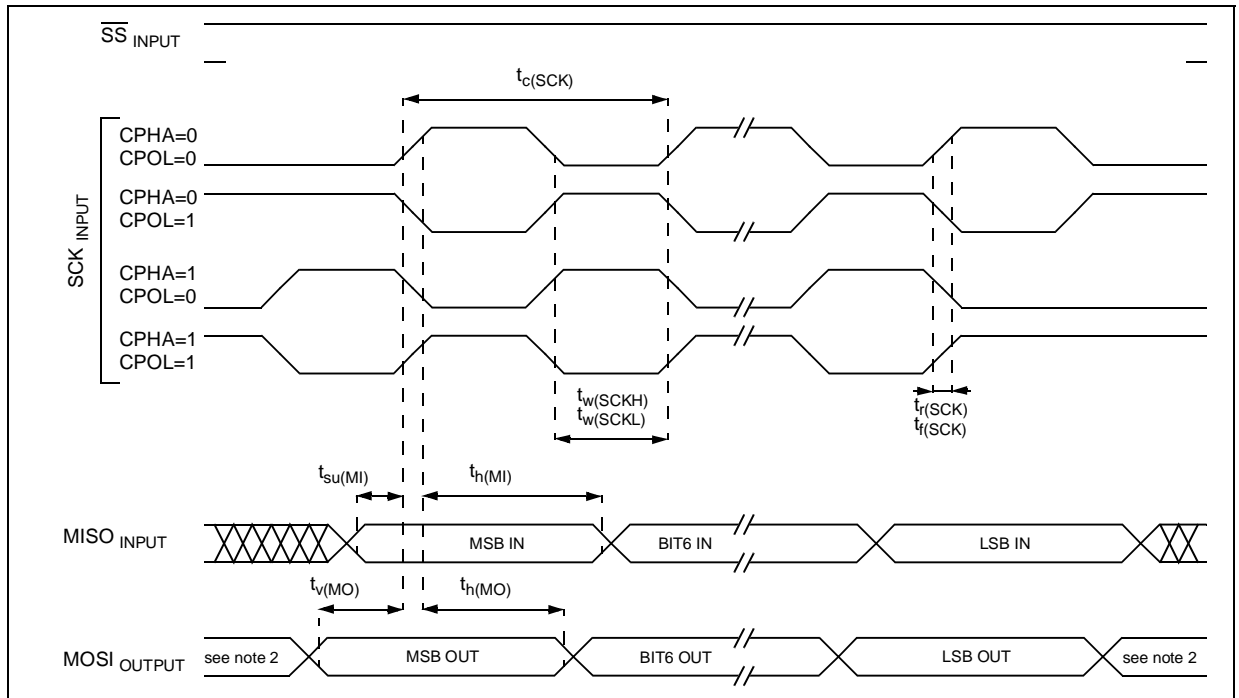 SS INPUT
tc(SCK)
SCK INPUT
CPHA=0
CPOL=0
CPHA=0
CPOL=1
CPHA=1
CPOL=0
CPHA=1
CPOL=1
tw(SCKH)
tw(SCKL)
tr(SCK)
tf(SCK)
tsu(MI)
th(MI)
MISO INPUT
MSB IN
BIT6 IN
LSB IN
tv(MO)
th(MO)
MOSI OUTPUT
see note 2
MSB OUT
BIT6 OUT
LSB OUT
see note 2